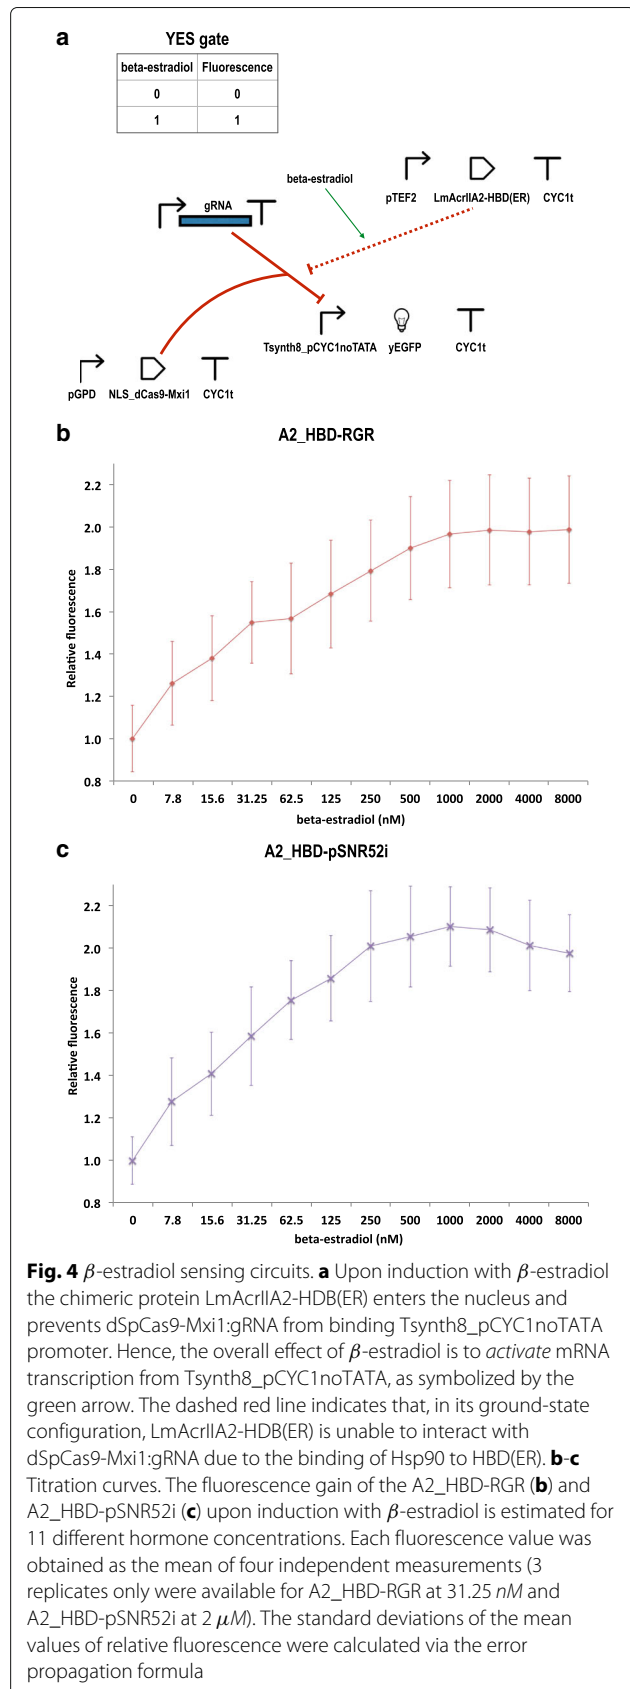 a
YES gate
beta-estradiol Fluorescence
0 0
1 1
beta-estradiol
gRNA
pTEF2 LmAcrIIA2-HBD(ER) CYC1t
Tsynth8_pCYC1noTATA yEGFP CYC1t
pGPD NLS_dCas9-Mxi1 CYC1t
b
A2_HBD-RGR
Relative fluorescence
2.2
2.0
1.8
1.6
1.4
1.2
1.0
0.8
0 7.8 15.6 31.25 62.5 125 250 500 1000 2000 4000 8000
beta-estradiol (nM)
c
A2_HBD-pSNR52i
Relative fluorescence
2.2
2.0
1.8
1.6
1.4
1.2
1.0
0.8
0 7.8 15.6 31.25 62.5 125 250 500 1000 2000 4000 8000
beta-estradiol (nM)
Fig. 4 β-estradiol sensing circuits. a Upon induction with β-estradiol
the chimeric protein LmAcrIIA2-HDB(ER) enters the nucleus and
prevents dSpCas9-Mxi1:gRNA from binding Tsynth8_pCYC1noTATA
promoter. Hence, the overall effect of β-estradiol is to activate mRNA
transcription from Tsynth8_pCYC1noTATA, as symbolized by the
green arrow. The dashed red line indicates that, in its ground-state
configuration, LmAcrIIA2-HDB(ER) is unable to interact with
dSpCas9-Mxi1:gRNA due to the binding of Hsp90 to HBD(ER). b-c
Titration curves. The fluorescence gain of the A2_HBD-RGR (b) and
A2_HBD-pSNR52i (c) upon induction with β-estradiol is estimated for
11 different hormone concentrations. Each fluorescence value was
obtained as the mean of four independent measurements (3
replicates only were available for A2_HBD-RGR at 31.25 nM and
A2_HBD-pSNR52i at 2 μM). The standard deviations of the mean
values of relative fluorescence were calculated via the error
propagation formula